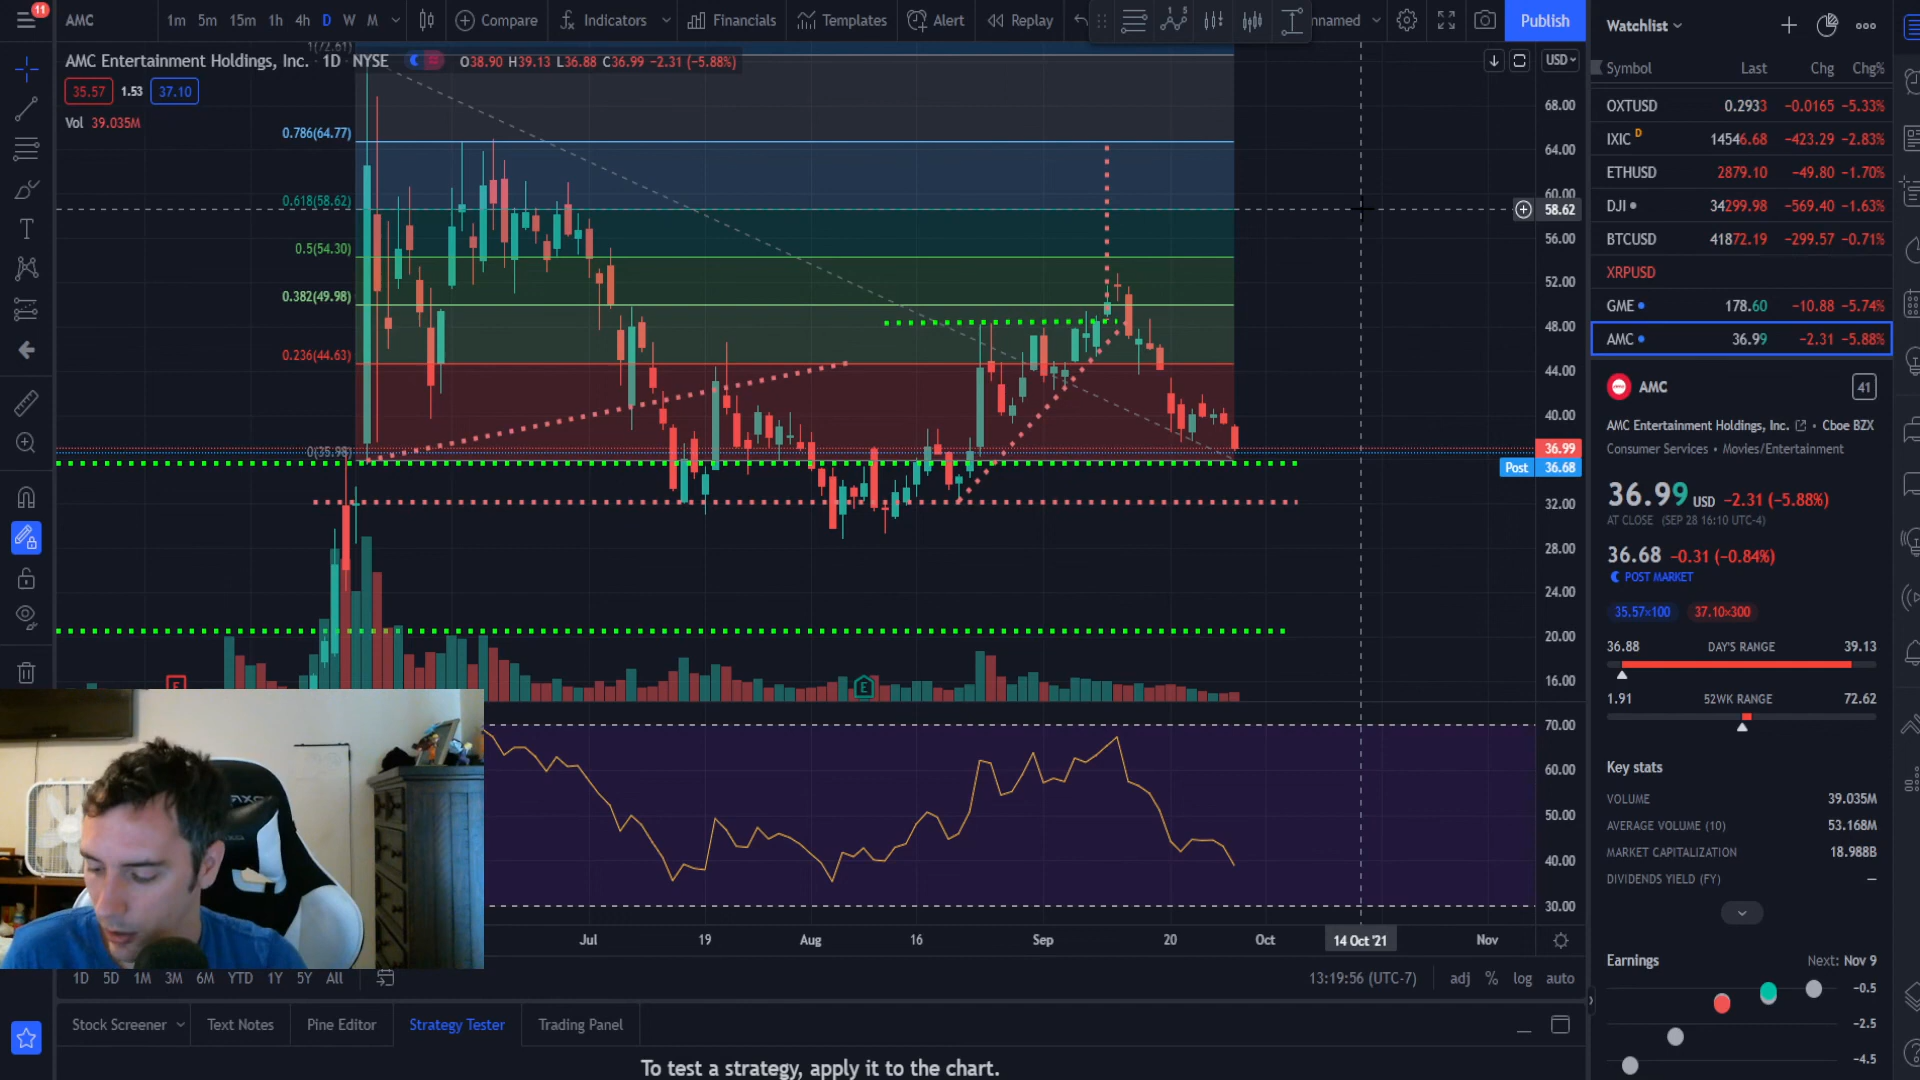 11
AMC
1m 5m 15m 1h 4h D W M
Compare
Indicators
Financials
Templates
Alert
Replay
nnamed
Publish
1(72.61)
AMC Entertainment Holdings, Inc. · 1D · NYSE
O38.90 H39.13 L36.88 C36.99 −2.31 (−5.88%)
35.57 1.53 37.10
Vol 39.035M
0.786(64.77)
0.618(58.62)
0.5(54.30)
0.382(49.98)
0.236(44.63)
0(35.98)
E
E
USD
68.00
64.00
60.00
58.62
56.00
52.00
48.00
44.00
40.00
36.99
Post 36.68
32.00
28.00
24.00
20.00
16.00
70.00
60.00
50.00
40.00
30.00
Jul 19 Aug 16 Sep 20 Oct 14 Oct '21 Nov
1D 5D 1M 3M 6M YTD 1Y 5Y All
13:19:56 (UTC-7) adj % log auto
Stock Screener Text Notes Pine Editor Strategy Tester Trading Panel
To test a strategy, apply it to the chart.
Watchlist
Symbol Last Chg Chg%
OXTUSD 0.2933 −0.0165 −5.33%
IXIC D 14546.68 −423.29 −2.83%
ETHUSD 2879.10 −49.80 −1.70%
DJI 34299.98 −569.40 −1.63%
BTCUSD 41872.19 −299.57 −0.71%
XRPUSD
GME 178.60 −10.88 −5.74%
AMC 36.99 −2.31 −5.88%
AMC 41
AMC Entertainment Holdings, Inc. • Cboe BZX
Consumer Services • Movies/Entertainment
36.99 USD −2.31 (−5.88%)
AT CLOSE (SEP 28 16:10 UTC-4)
36.68 −0.31 (−0.84%)
POST MARKET
35.57×100 37.10×300
36.88 DAY'S RANGE 39.13
1.91 52WK RANGE 72.62
Key stats
VOLUME 39.035M
AVERAGE VOLUME (10) 53.168M
MARKET CAPITALIZATION 18.988B
DIVIDENDS YIELD (FY) —
Earnings Next: Nov 9
−0.5
−2.5
−4.5